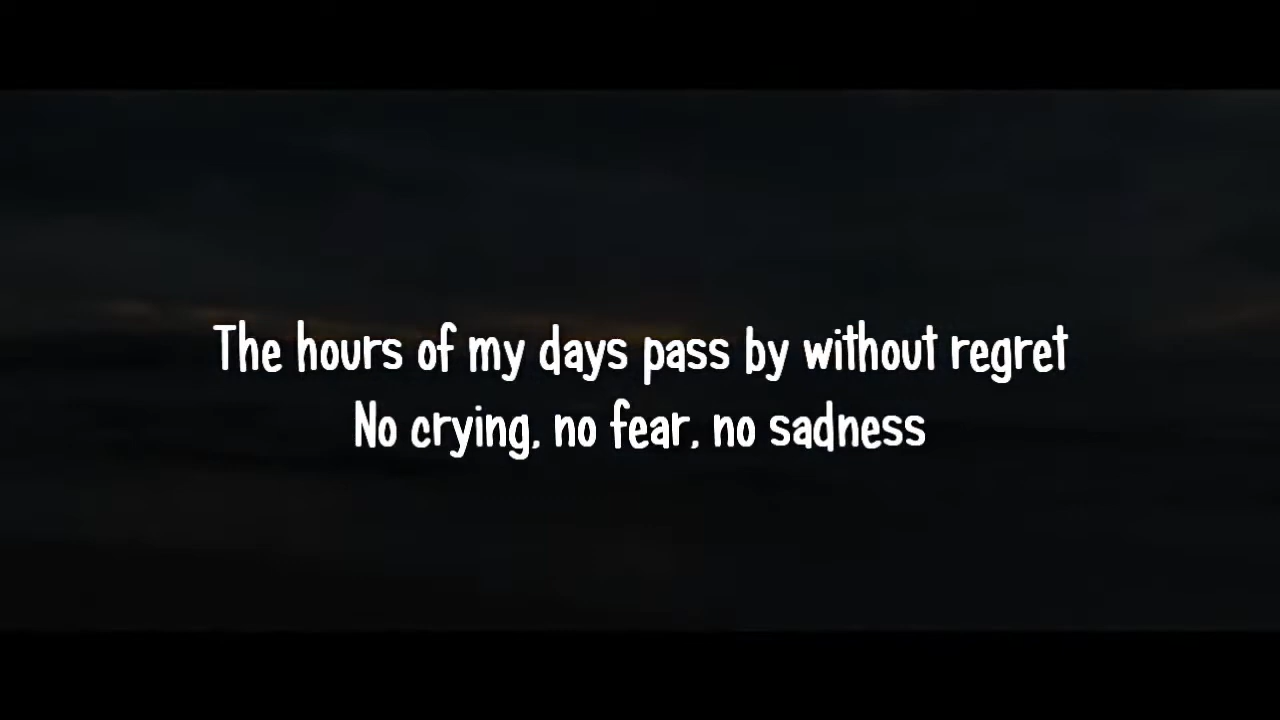 The hours of my days pass by without regret
No crying, no fear, no sadness